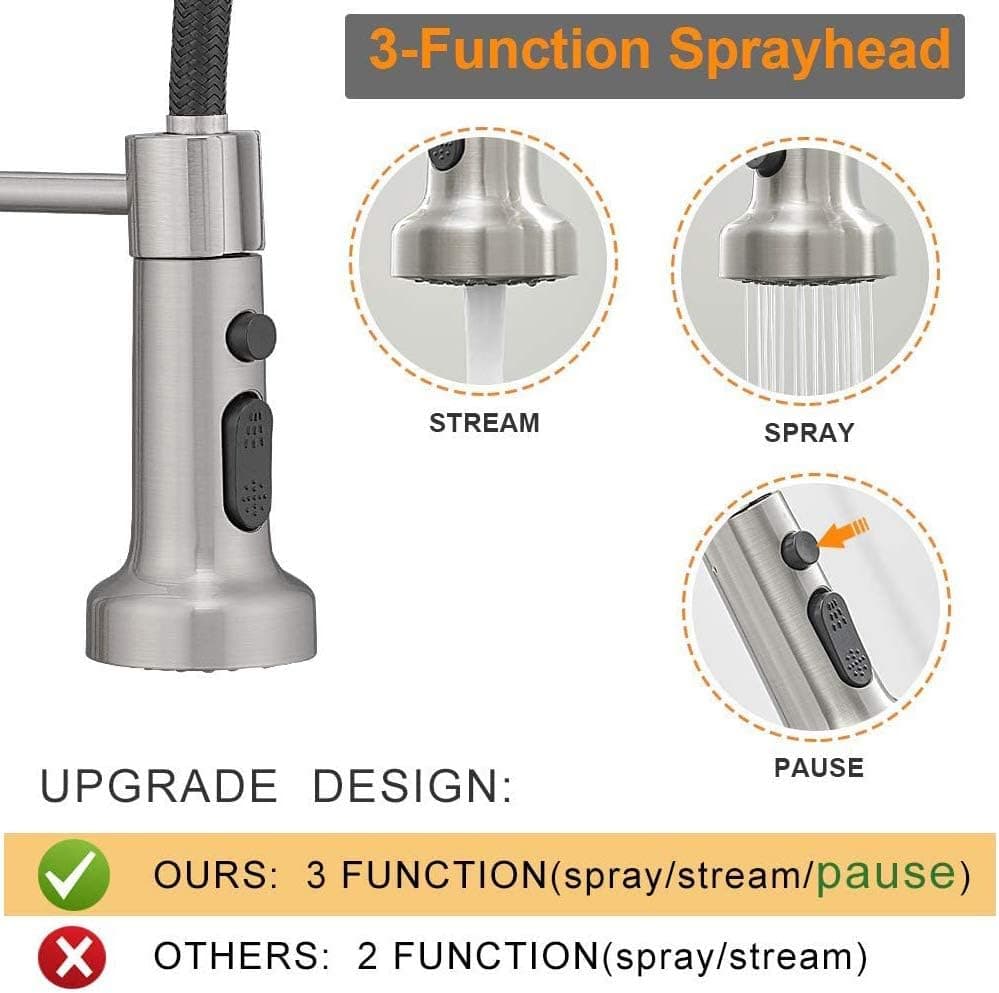 3-Function Sprayhead
STREAM
SPRAY
PAUSE
UPGRADE DESIGN:
OURS: 3 FUNCTION(spray/stream/pause)
OTHERS: 2 FUNCTION(spray/stream)